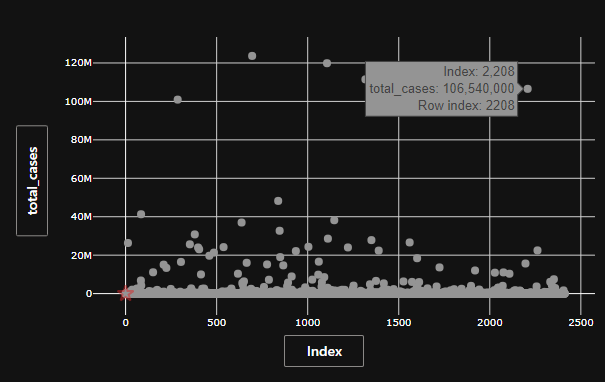 120M
100M
80M
60M
40M
20M
0
total_cases
Index: 2,208
total_cases: 106,540,000
Row index: 2208
0
500
1000
1500
2000
2500
Index